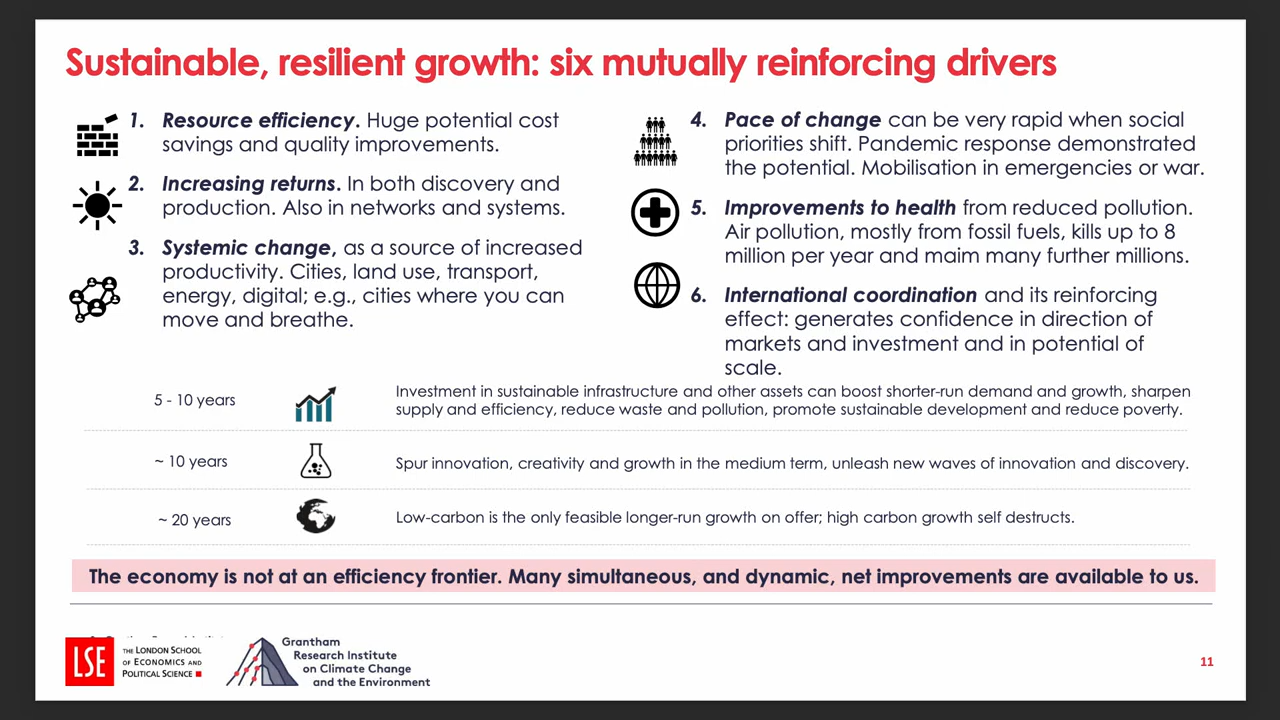 Sustainable, resilient growth: six mutually reinforcing drivers
1. Resource efficiency. Huge potential cost
savings and quality improvements.
2. Increasing returns. In both discovery and
production. Also in networks and systems.
3. Systemic change, as a source of increased
productivity. Cities, land use, transport,
energy, digital; e.g., cities where you can
move and breathe.
4. Pace of change can be very rapid when social
priorities shift. Pandemic response demonstrated
the potential. Mobilisation in emergencies or war.
5. Improvements to health from reduced pollution.
Air pollution, mostly from fossil fuels, kills up to 8
million per year and maim many further millions.
6. International coordination and its reinforcing
effect: generates confidence in direction of
markets and investment and in potential of
scale.
5 - 10 years
Investment in sustainable infrastructure and other assets can boost shorter-run demand and growth, sharpen
supply and efficiency, reduce waste and pollution, promote sustainable development and reduce poverty.
~ 10 years
Spur innovation, creativity and growth in the medium term, unleash new waves of innovation and discovery.
~ 20 years
Low-carbon is the only feasible longer-run growth on offer; high carbon growth self destructs.
The economy is not at an efficiency frontier. Many simultaneous, and dynamic, net improvements are available to us.
LSE
THE LONDON SCHOOL
OF ECONOMICS AND
POLITICAL SCIENCE
Grantham
Research Institute
on Climate Change
and the Environment
11